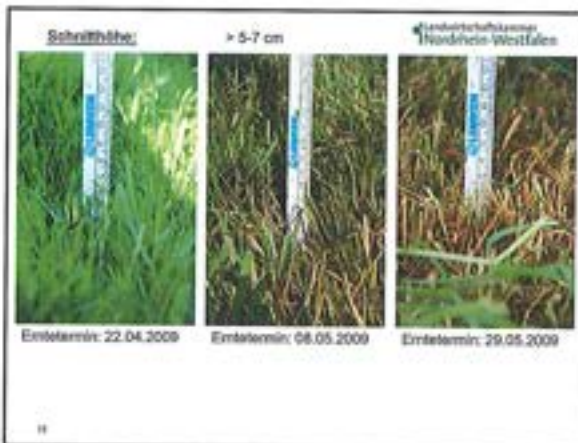 Schnitthöhe:
> 5-7 cm
Landwirtschaftskammer
Nordrhein-Westfalen
Erntetermin: 22.04.2009
Erntetermin: 08.05.2009
Erntetermin: 29.05.2009